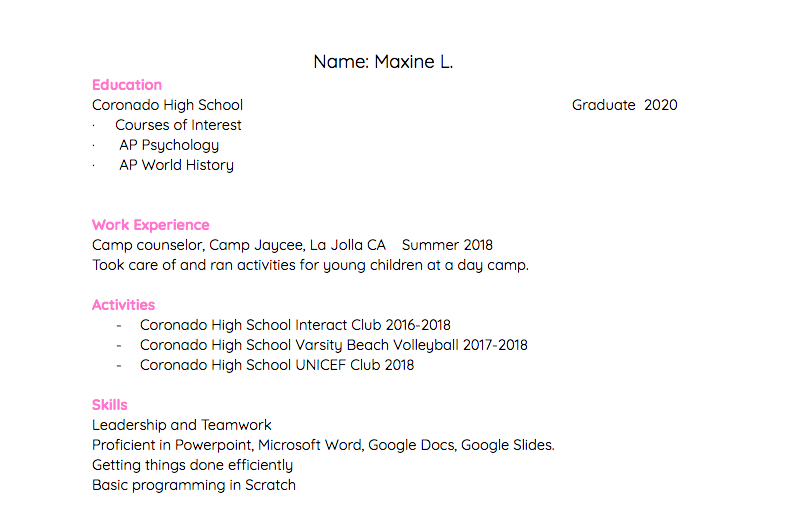 Name: Maxine L.
Education
Coronado High School Graduate 2020
· Courses of Interest
· AP Psychology
· AP World History
Work Experience
Camp counselor, Camp Jaycee, La Jolla CA Summer 2018
Took care of and ran activities for young children at a day camp.
Activities
- Coronado High School Interact Club 2016-2018
- Coronado High School Varsity Beach Volleyball 2017-2018
- Coronado High School UNICEF Club 2018
Skills
Leadership and Teamwork
Proficient in Powerpoint, Microsoft Word, Google Docs, Google Slides.
Getting things done efficiently
Basic programming in Scratch